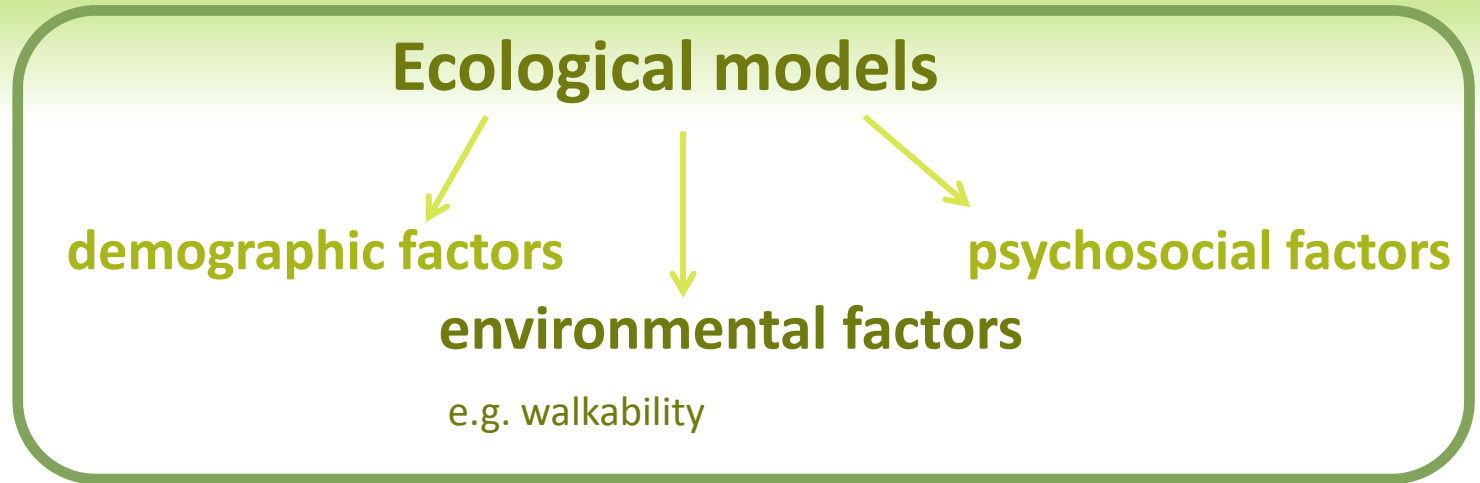 Ecological models
demographic factors
psychosocial factors
environmental factors
e.g. walkability